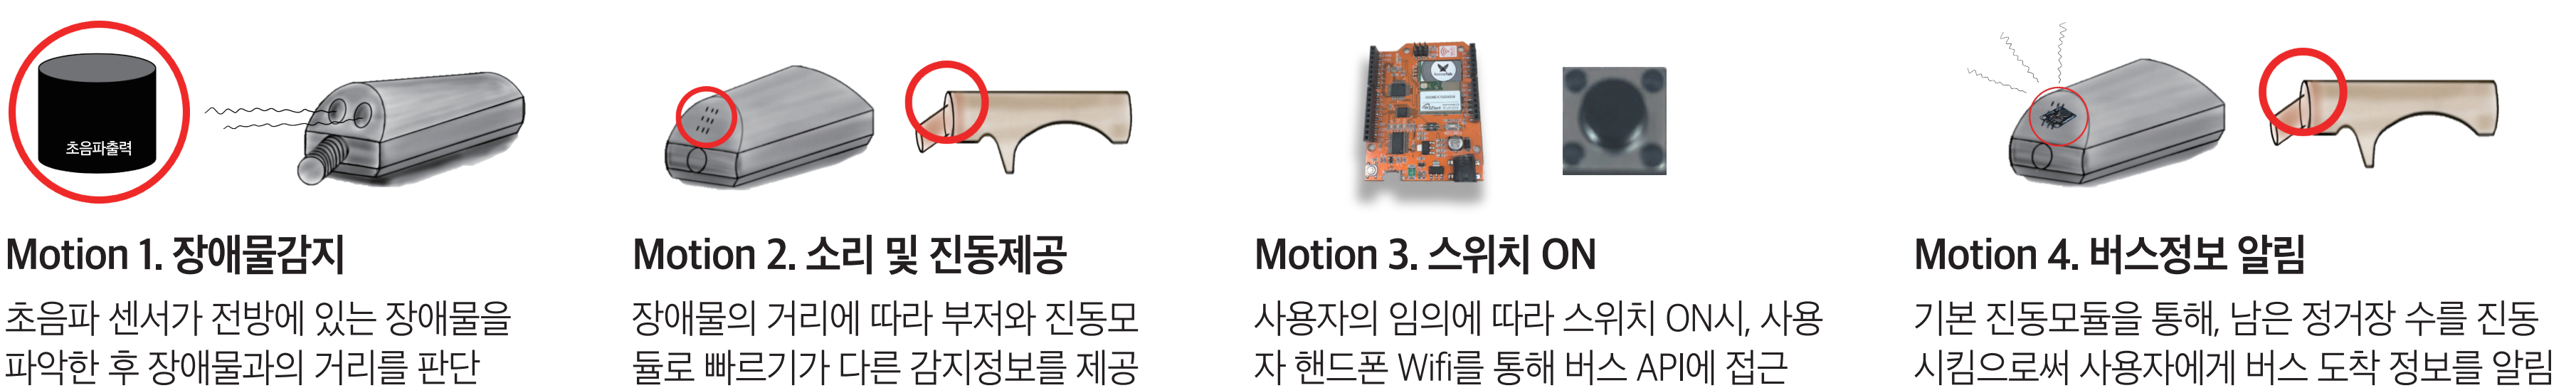 초음파출력
Motion 1. 장애물감지
초음파 센서가 전방에 있는 장애물을
파악한 후 장애물과의 거리를 판단
Motion 2. 소리 및 진동제공
장애물의 거리에 따라 부저와 진동모
듈로 빠르기가 다른 감지정보를 제공
Motion 3. 스위치 ON
사용자의 임의에 따라 스위치 ON시, 사용
자 핸드폰 Wifi를 통해 버스 API에 접근
Motion 4. 버스정보 알림
기본 진동모듈을 통해, 남은 정거장 수를 진동
시킴으로써 사용자에게 버스 도착 정보를 알림